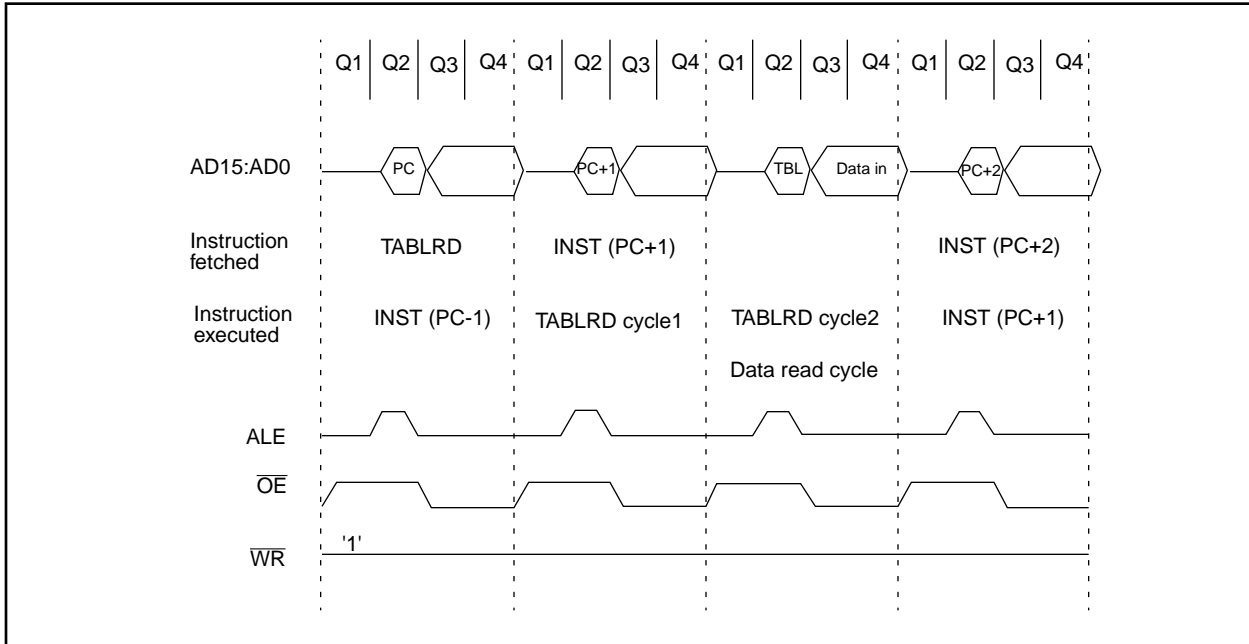 Q1 Q2 Q3 Q4 Q1 Q2 Q3 Q4 Q1 Q2 Q3 Q4 Q1 Q2 Q3 Q4
AD15:AD0 PC PC+1 TBL Data in PC+2
Instruction
fetched
TABLRD INST (PC+1) INST (PC+2)
Instruction
executed
INST (PC-1) TABLRD cycle1 TABLRD cycle2 INST (PC+1)
Data read cycle
ALE
OE
'1'
WR